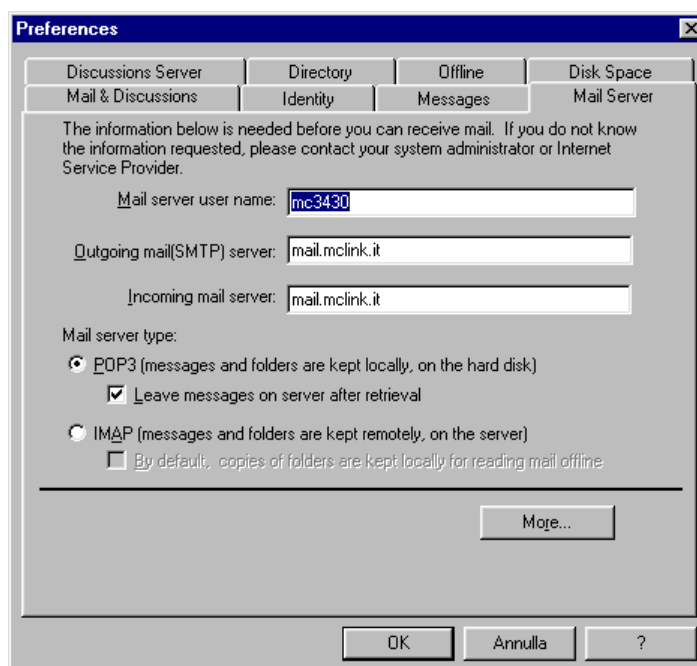 Preferences
Discussions Server Directory Offline Disk Space
Mail & Discussions Identity Messages Mail Server
The information below is needed before you can receive mail. If you do not know
the information requested, please contact your system administrator or Internet
Service Provider.
Mail server user name: mc3430
Outgoing mail(SMTP) server: mail.mclink.it
Incoming mail server: mail.mclink.it
Mail server type:
POP3 (messages and folders are kept locally, on the hard disk)
Leave messages on server after retrieval
IMAP (messages and folders are kept remotely, on the server)
By default, copies of folders are kept locally for reading mail offline
More...
OK Annulla ?